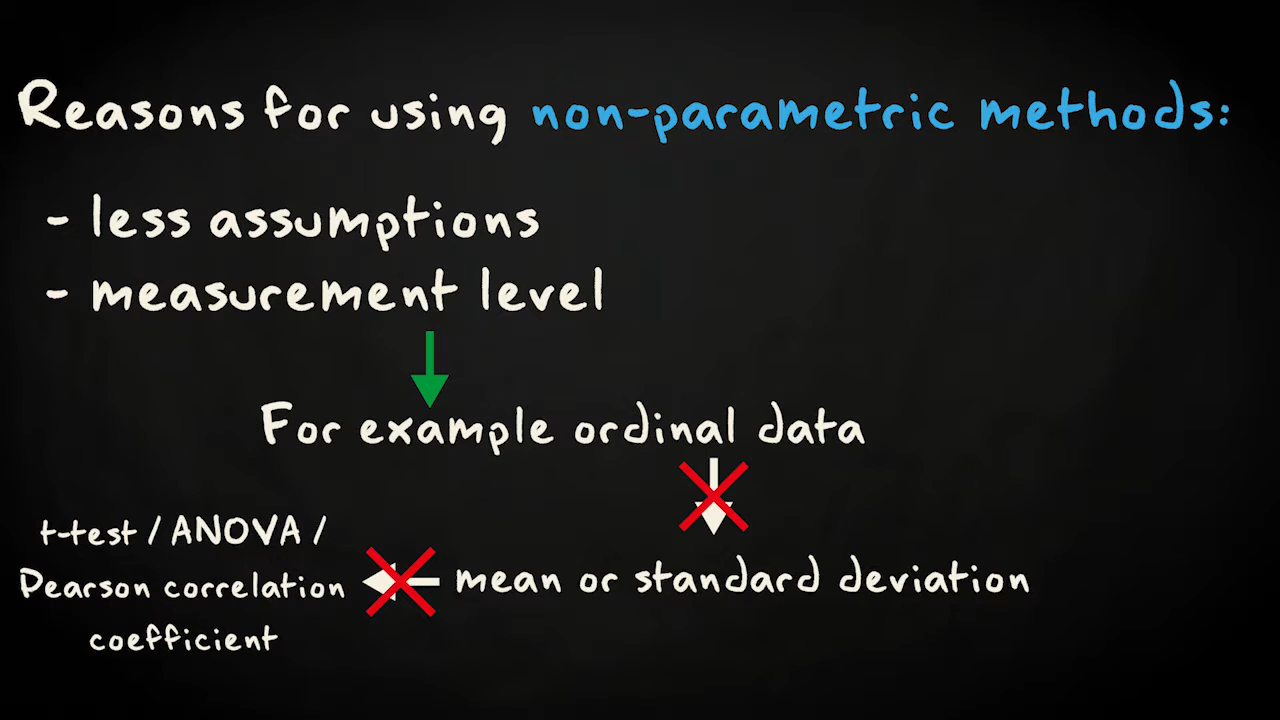 Reasons for using non-parametric methods:
- less assumptions
- measurement level
For example ordinal data
t-test / ANOVA /
Pearson correlation
coefficient
mean or standard deviation